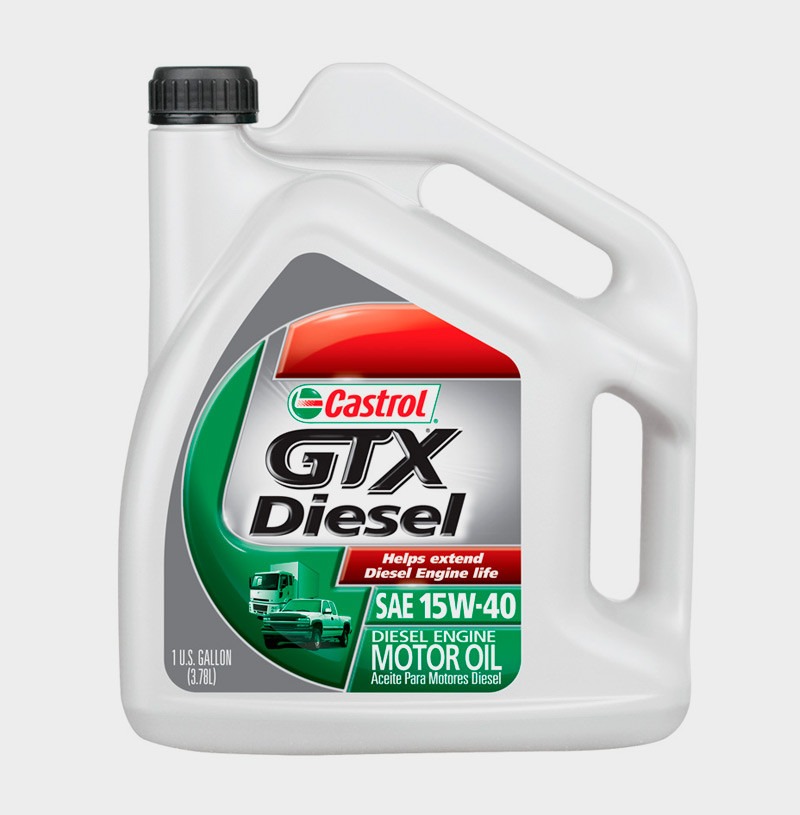 Castrol®
GTX®
Diesel
Helps extend
Diesel Engine life
SAE 15W-40
DIESEL ENGINE
MOTOR OIL
Aceite Para Motores Diesel
1 U.S. GALLON
(3.78L)